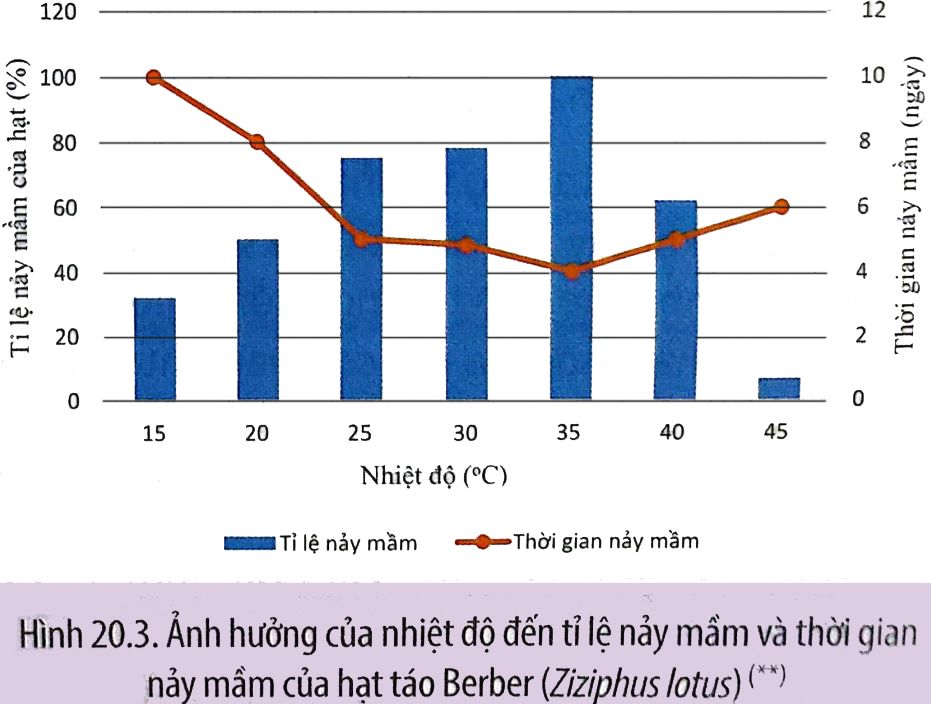 120
12
100
10
80
8
60
6
40
4
20
2
0
0
Tỉ lệ nảy mầm của hạt (%)
Thời gian nảy mầm (ngày)
15 20 25 30 35 40 45
Nhiệt độ (ºC)
Tỉ lệ nảy mầm Thời gian nảy mầm
Hình 20.3. Ảnh hưởng của nhiệt độ đến tỉ lệ nảy mầm và thời gian
nảy mầm của hạt táo Berber (Ziziphus lotus) (**)